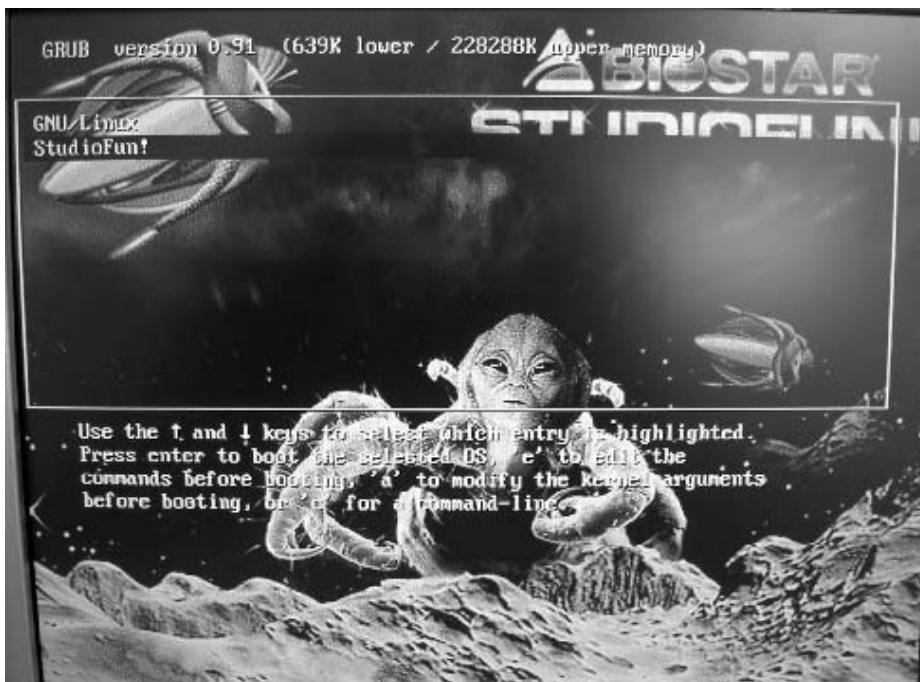 GRUB version 0.91 (639K lower / 228288K upper memory)
BIOSTAR
STUDIOFUN
GNU/Linux
StudioFun!
Use the ↑ and ↓ keys to select which entry is highlighted.
Press enter to boot the selected OS, 'e' to edit the
commands before booting, 'a' to modify the kernel arguments
before booting, or 'c' for a command-line.